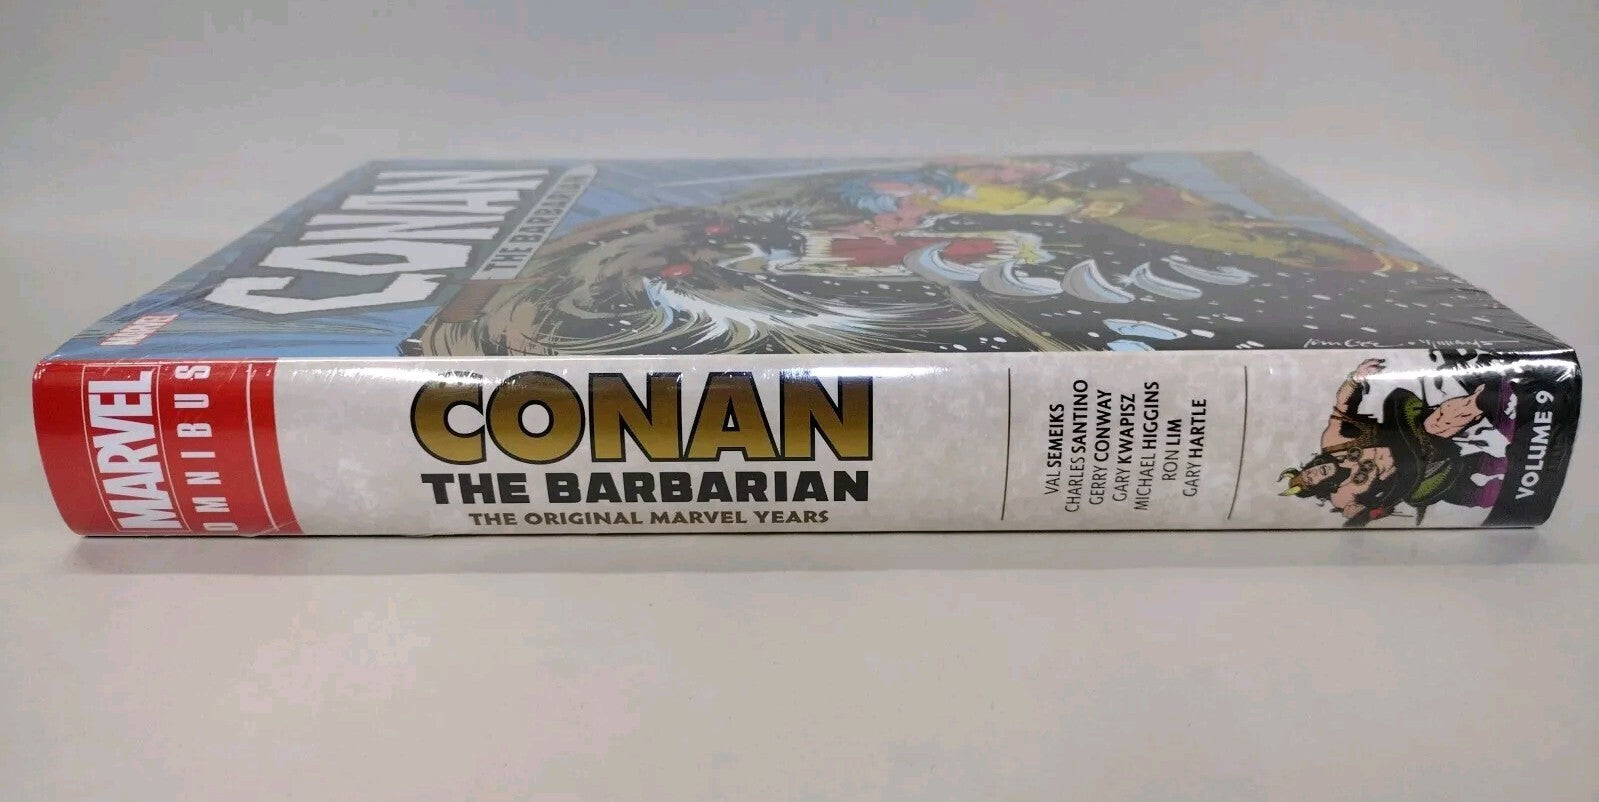 CONAN
THE BARBARIAN
MARVEL
MARVEL
OMNIBUS
CONAN
THE BARBARIAN
THE ORIGINAL MARVEL YEARS
VAL SEMEIKS
CHARLES SANTINO
GERRY CONWAY
GARY KWAPISZ
MICHAEL HIGGINS
RON LIM
GARY HARTLE
VOLUME 9